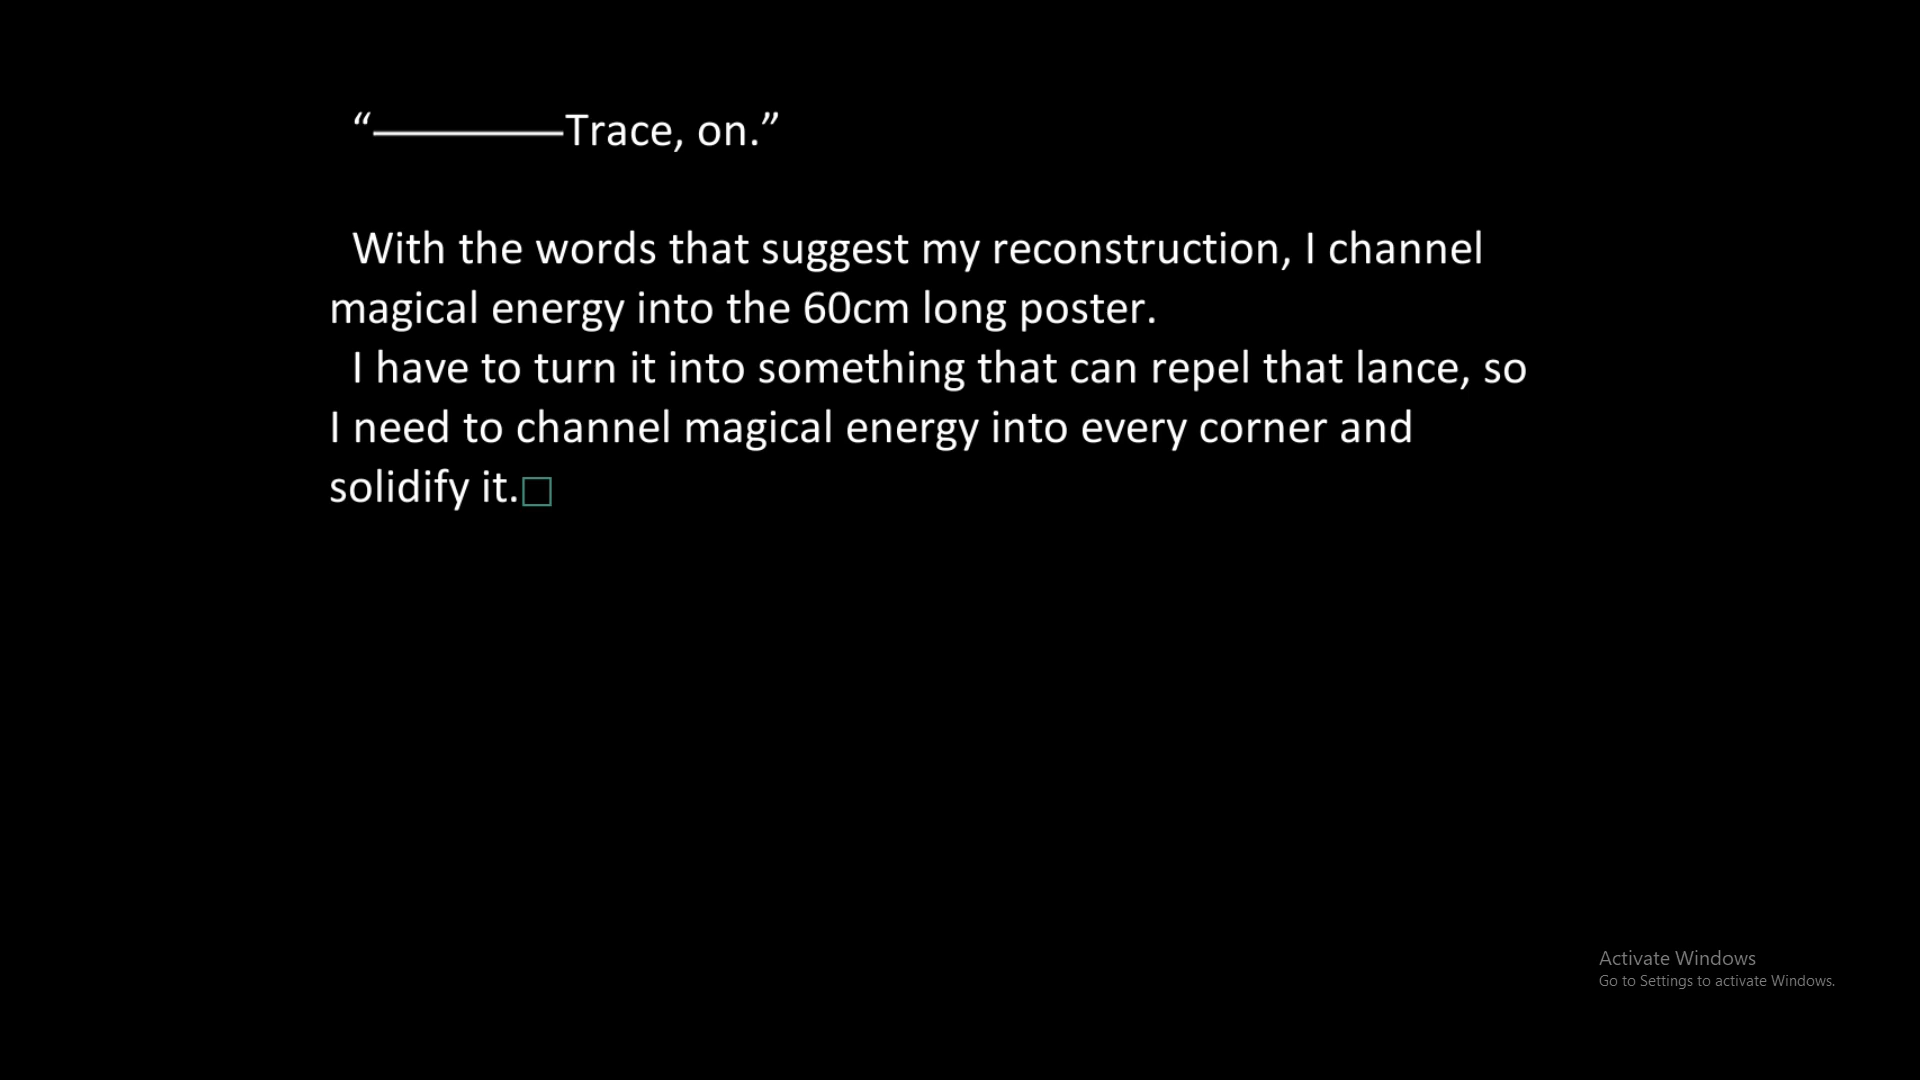 “————Trace, on.”
With the words that suggest my reconstruction, I channel
magical energy into the 60cm long poster.
I have to turn it into something that can repel that lance, so
I need to channel magical energy into every corner and
solidify it.
Activate Windows
Go to Settings to activate Windows.